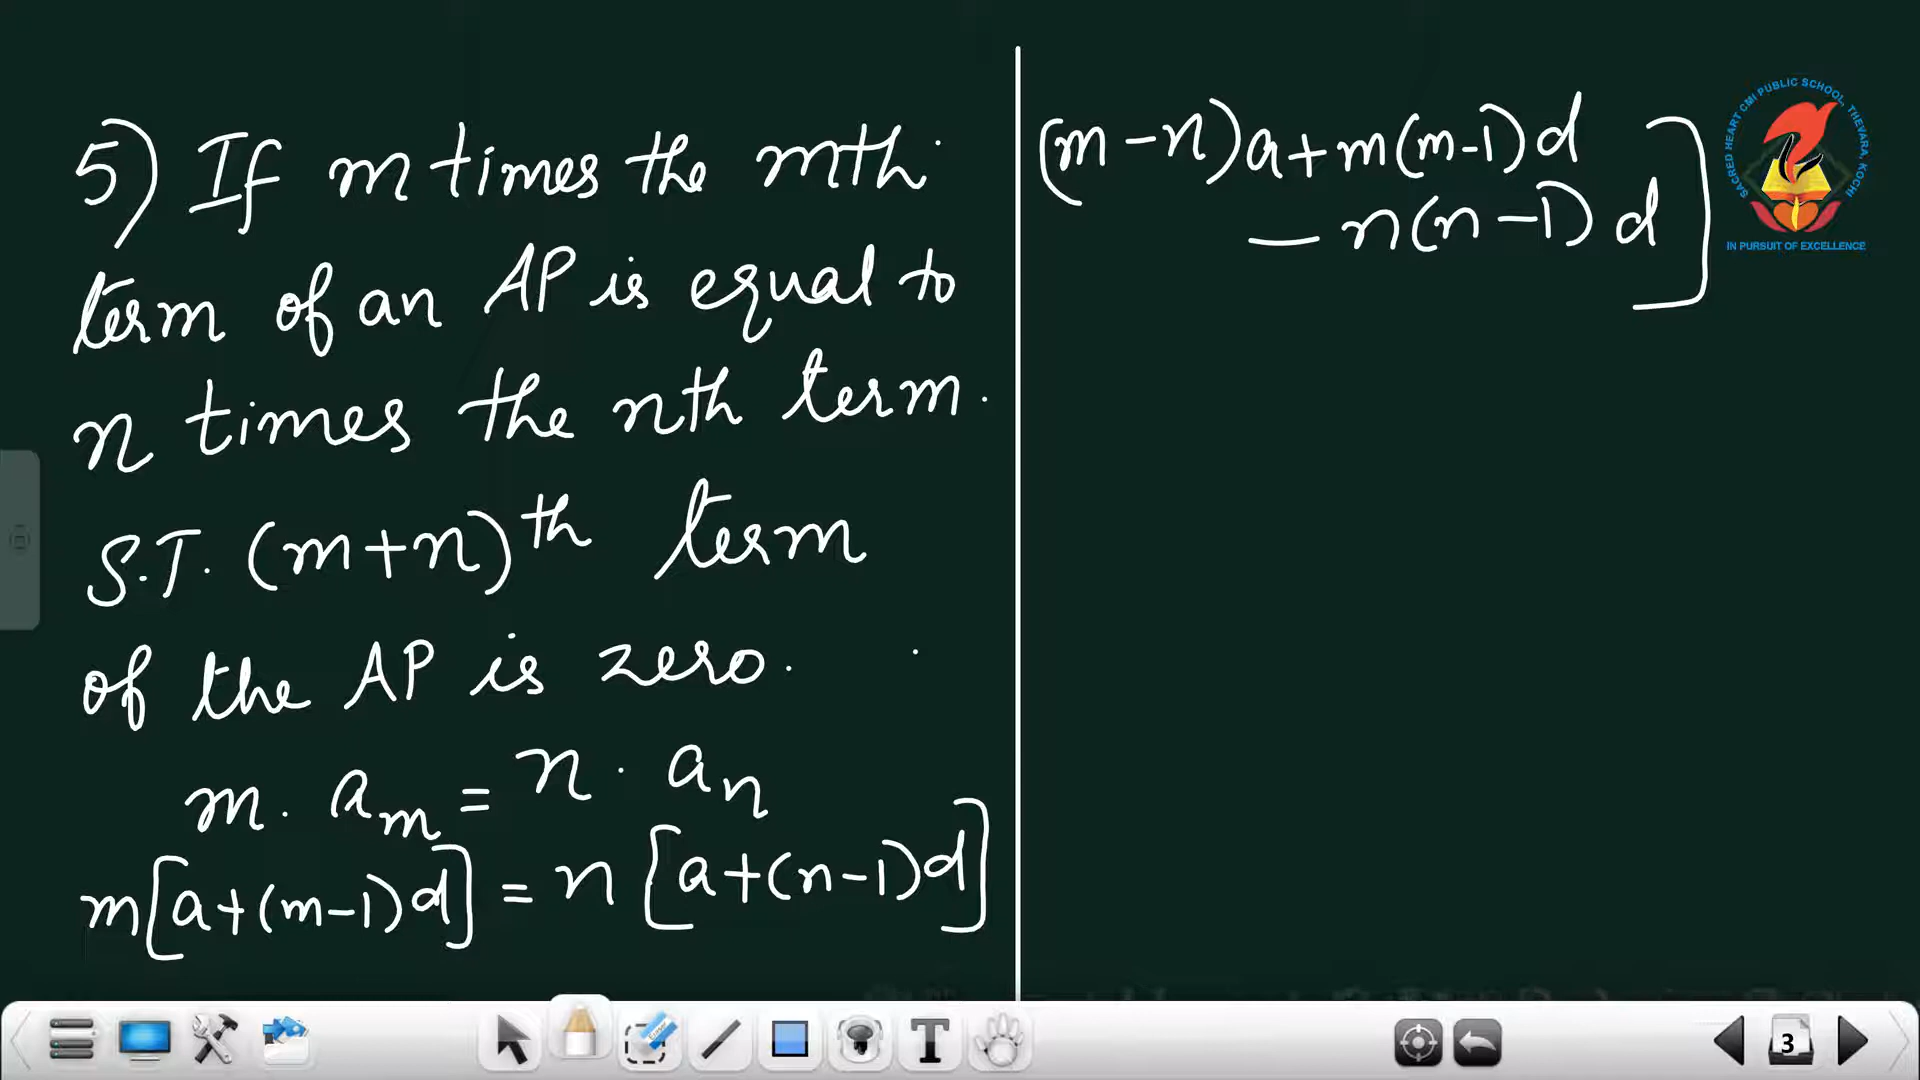 5) If m times the mth
term of an AP is equal to
n times the nth term.
S.T. (m+n)th term
of the AP is zero.
m. am = n. an
m[a+(m-1)d] = n[a+(n-1)d]
(m-n)a+m(m-1)d
- n(n-1)d]
SACRED HEART CMI PUBLIC SCHOOL, THEVARA, KOCHI
IN PURSUIT OF EXCELLENCE
T
3